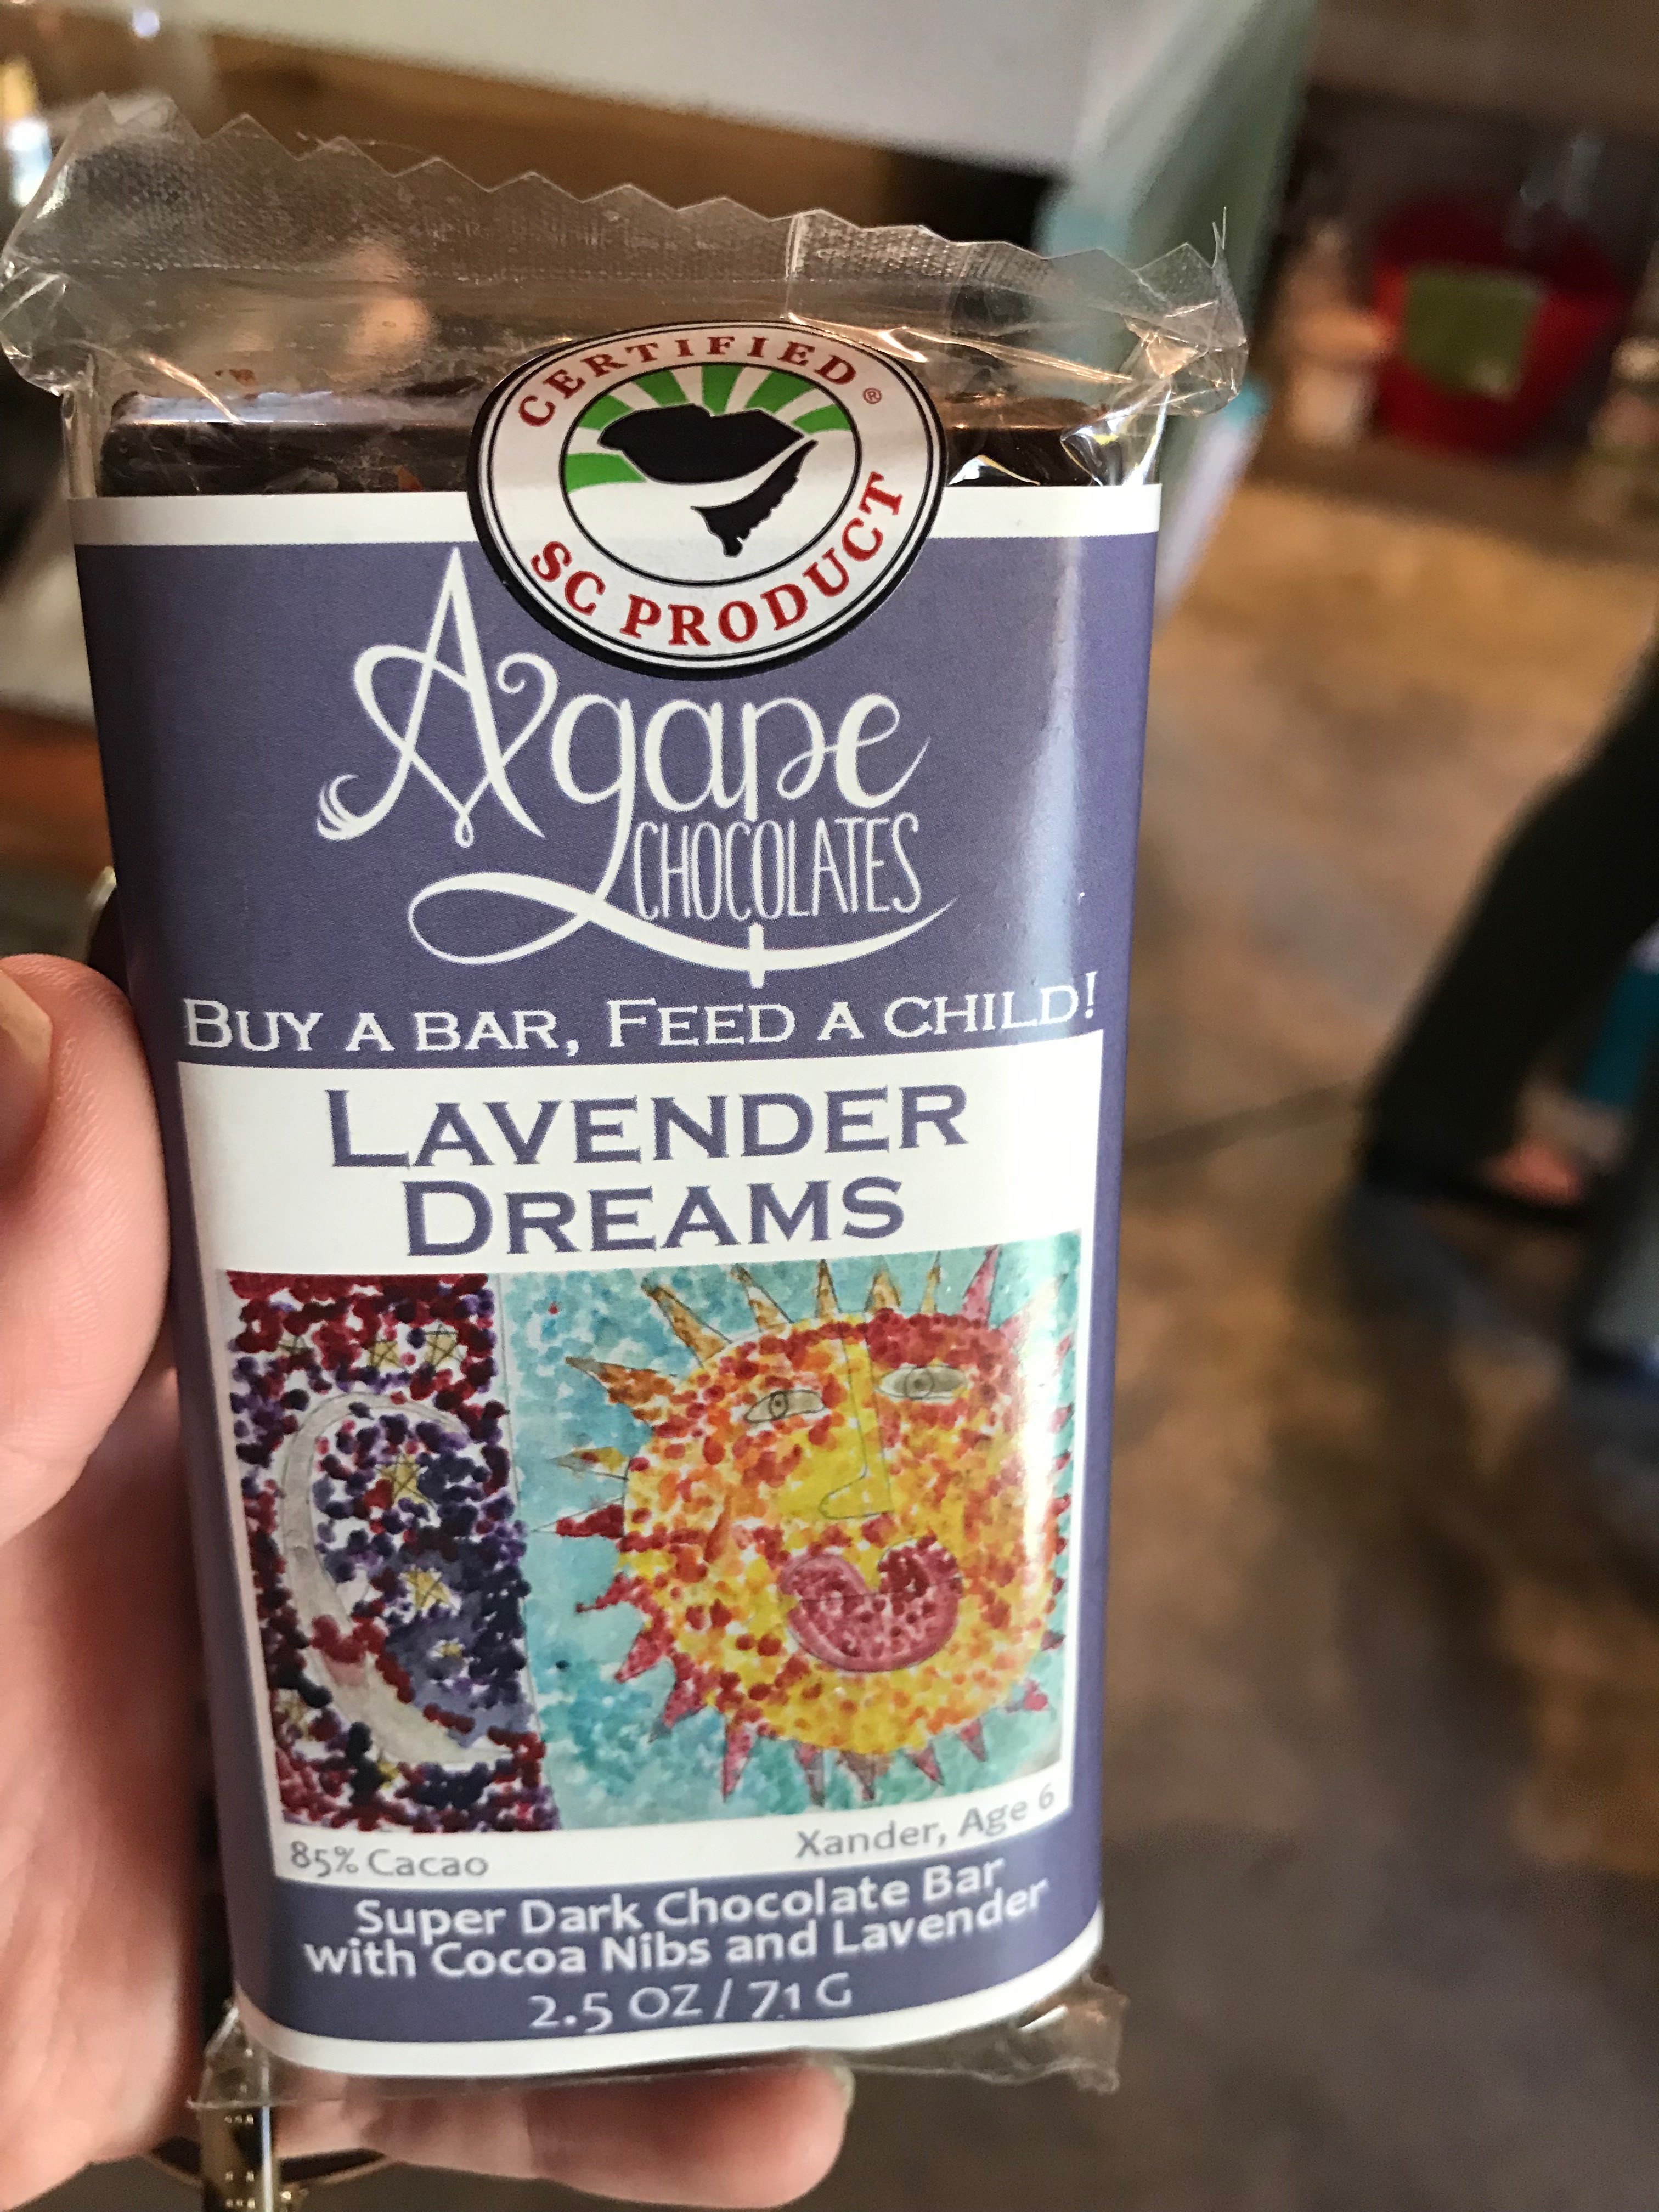 CERTIFIED ®
SC PRODUCT
Agape
CHOCOLATES
BUY A BAR, FEED A CHILD!
LAVENDER
DREAMS
85% Cacao
Xander, Age 6
Super Dark Chocolate Bar
with Cocoa Nibs and Lavender
2.5 OZ / 71 G